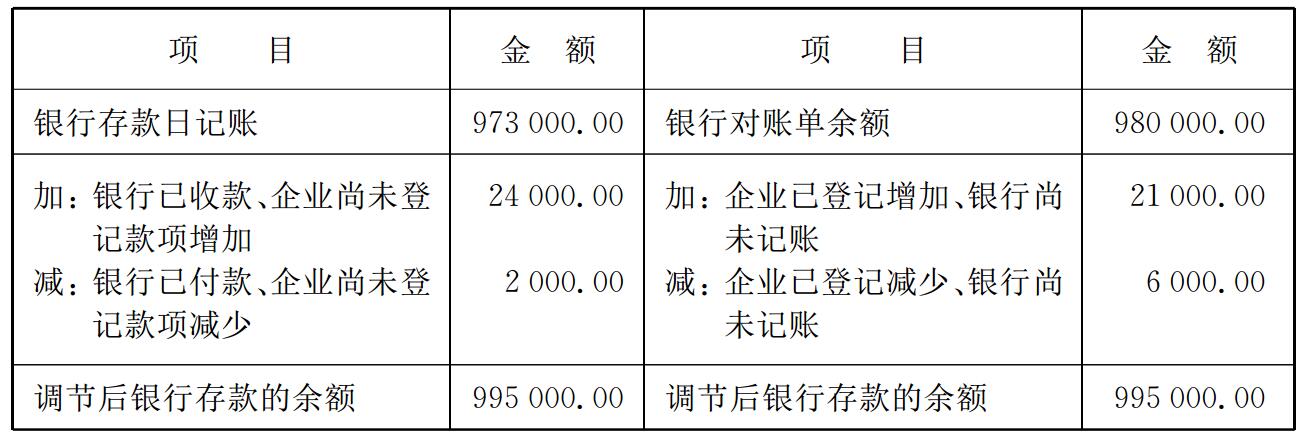 项 目 金 额 项 目 金 额
银行存款日记账 973 000.00 银行对账单余额 980 000.00
加：银行已收款、企业尚未登 24 000.00 加：企业已登记增加、银行尚 21 000.00
记款项增加 未记账
减：银行已付款、企业尚未登 2 000.00 减：企业已登记减少、银行尚 6 000.00
记款项减少 未记账
调节后银行存款的余额 995 000.00 调节后银行存款的余额 995 000.00